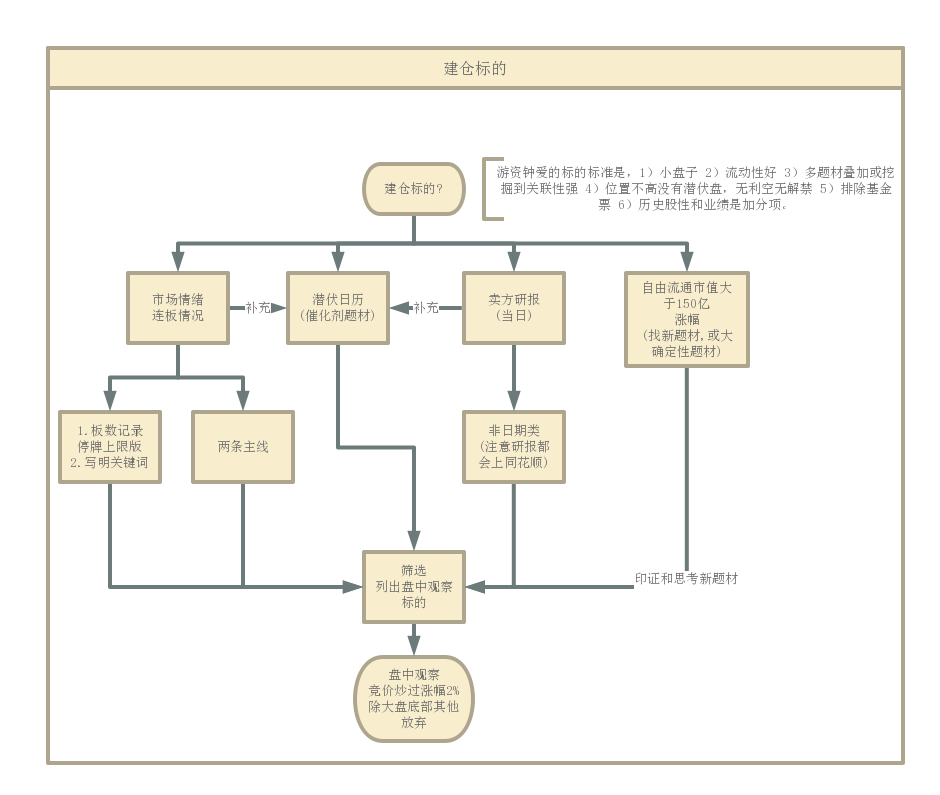 建仓标的
建仓标的?
游资钟爱的标的标准是，1）小盘子 2）流动性好 3）多题材叠加或挖
掘到关联性强 4）位置不高没有潜伏盘，无利空无解禁 5）排除基金
票 6）历史股性和业绩是加分项。
市场情绪
连板情况
补充
潜伏日历
(催化剂题材)
补充
卖方研报
(当日)
自由流通市值大
于150亿
涨幅
(找新题材,或大
确定性题材)
1.板数记录
停牌上限版
2.写明关键词
两条主线
非日期类
(注意研报都
会上同花顺)
筛选
列出盘中观察
标的
印证和思考新题材
盘中观察
竞价炒过涨幅2%
除大盘底部其他
放弃